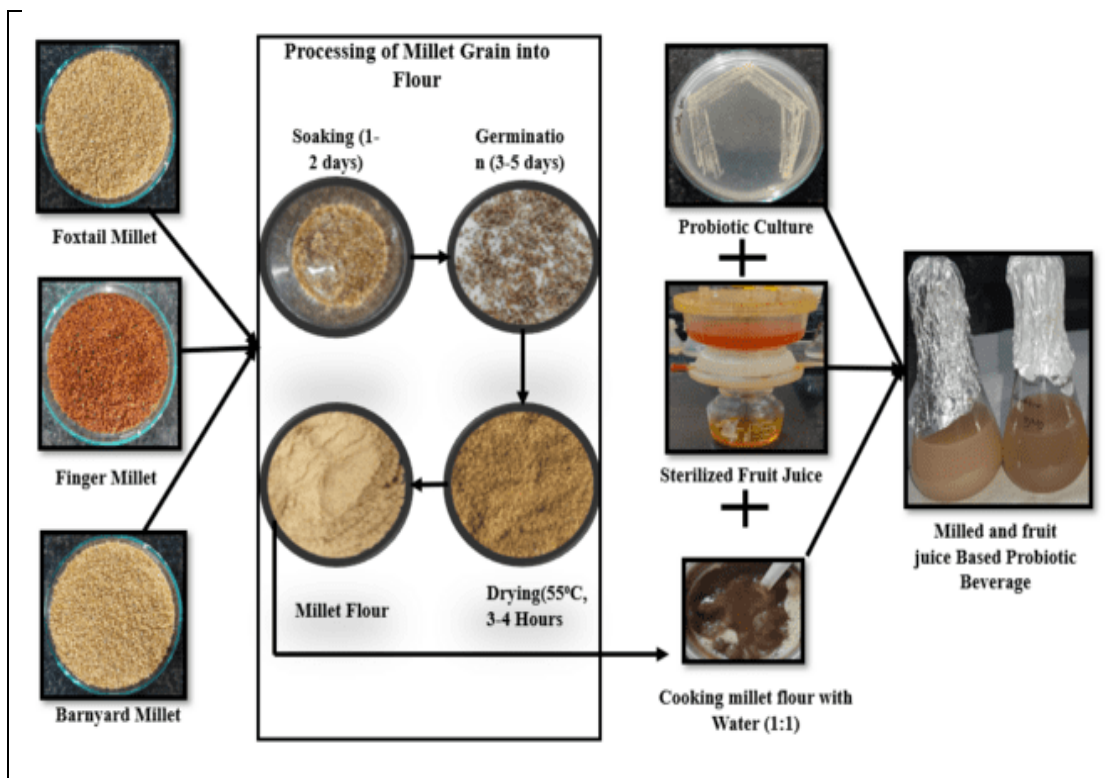 Foxtail Millet
Finger Millet
Barnyard Millet
Processing of Millet Grain into
Flour
Soaking (1-
2 days)
Germinatio
n (3-5 days)
Millet Flour
Drying(55⁰C,
3-4 Hours
Probiotic Culture
Sterilized Fruit Juice
Cooking millet flour with
Water (1:1)
Milled and fruit
juice Based Probiotic
Beverage